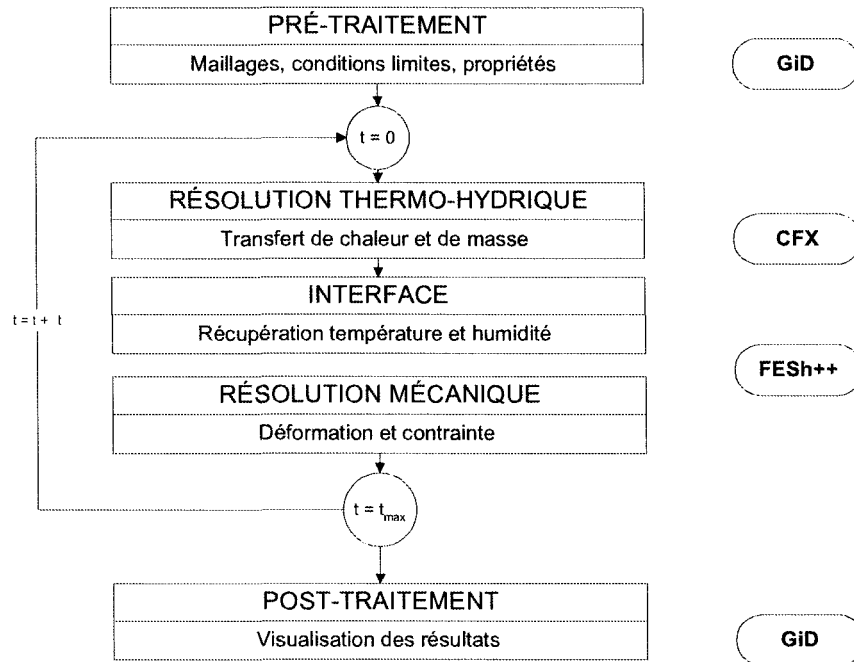 PRÉ-TRAITEMENT
Maillages, conditions limites, propriétés
GiD
t = 0
RÉSOLUTION THERMO-HYDRIQUE
Transfert de chaleur et de masse
CFX
INTERFACE
Récupération température et humidité
t = t + t
FESh++
RÉSOLUTION MÉCANIQUE
Déformation et contrainte
t = tmax
POST-TRAITEMENT
Visualisation des résultats
GiD